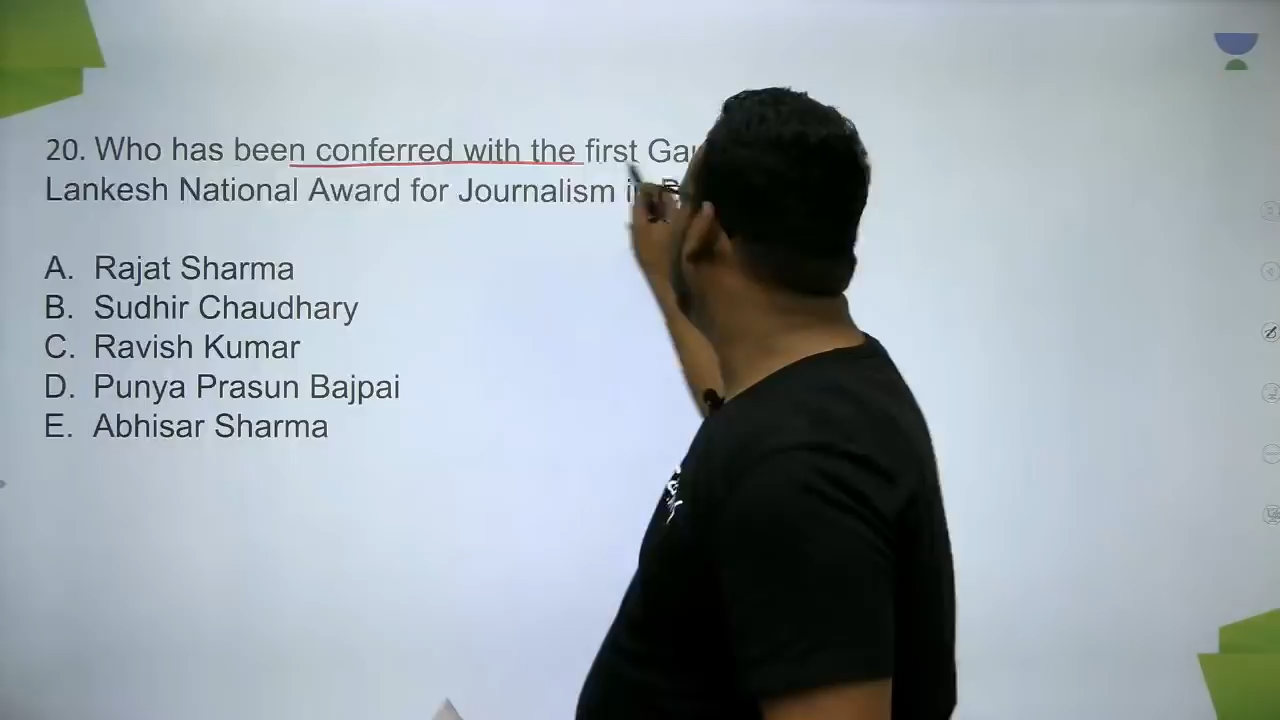 20. Who has been conferred with the first
Lankesh National Award for Journalism
A. Rajat Sharma
B. Sudhir Chaudhary
C. Ravish Kumar
D. Punya Prasun Bajpai
E. Abhisar Sharma